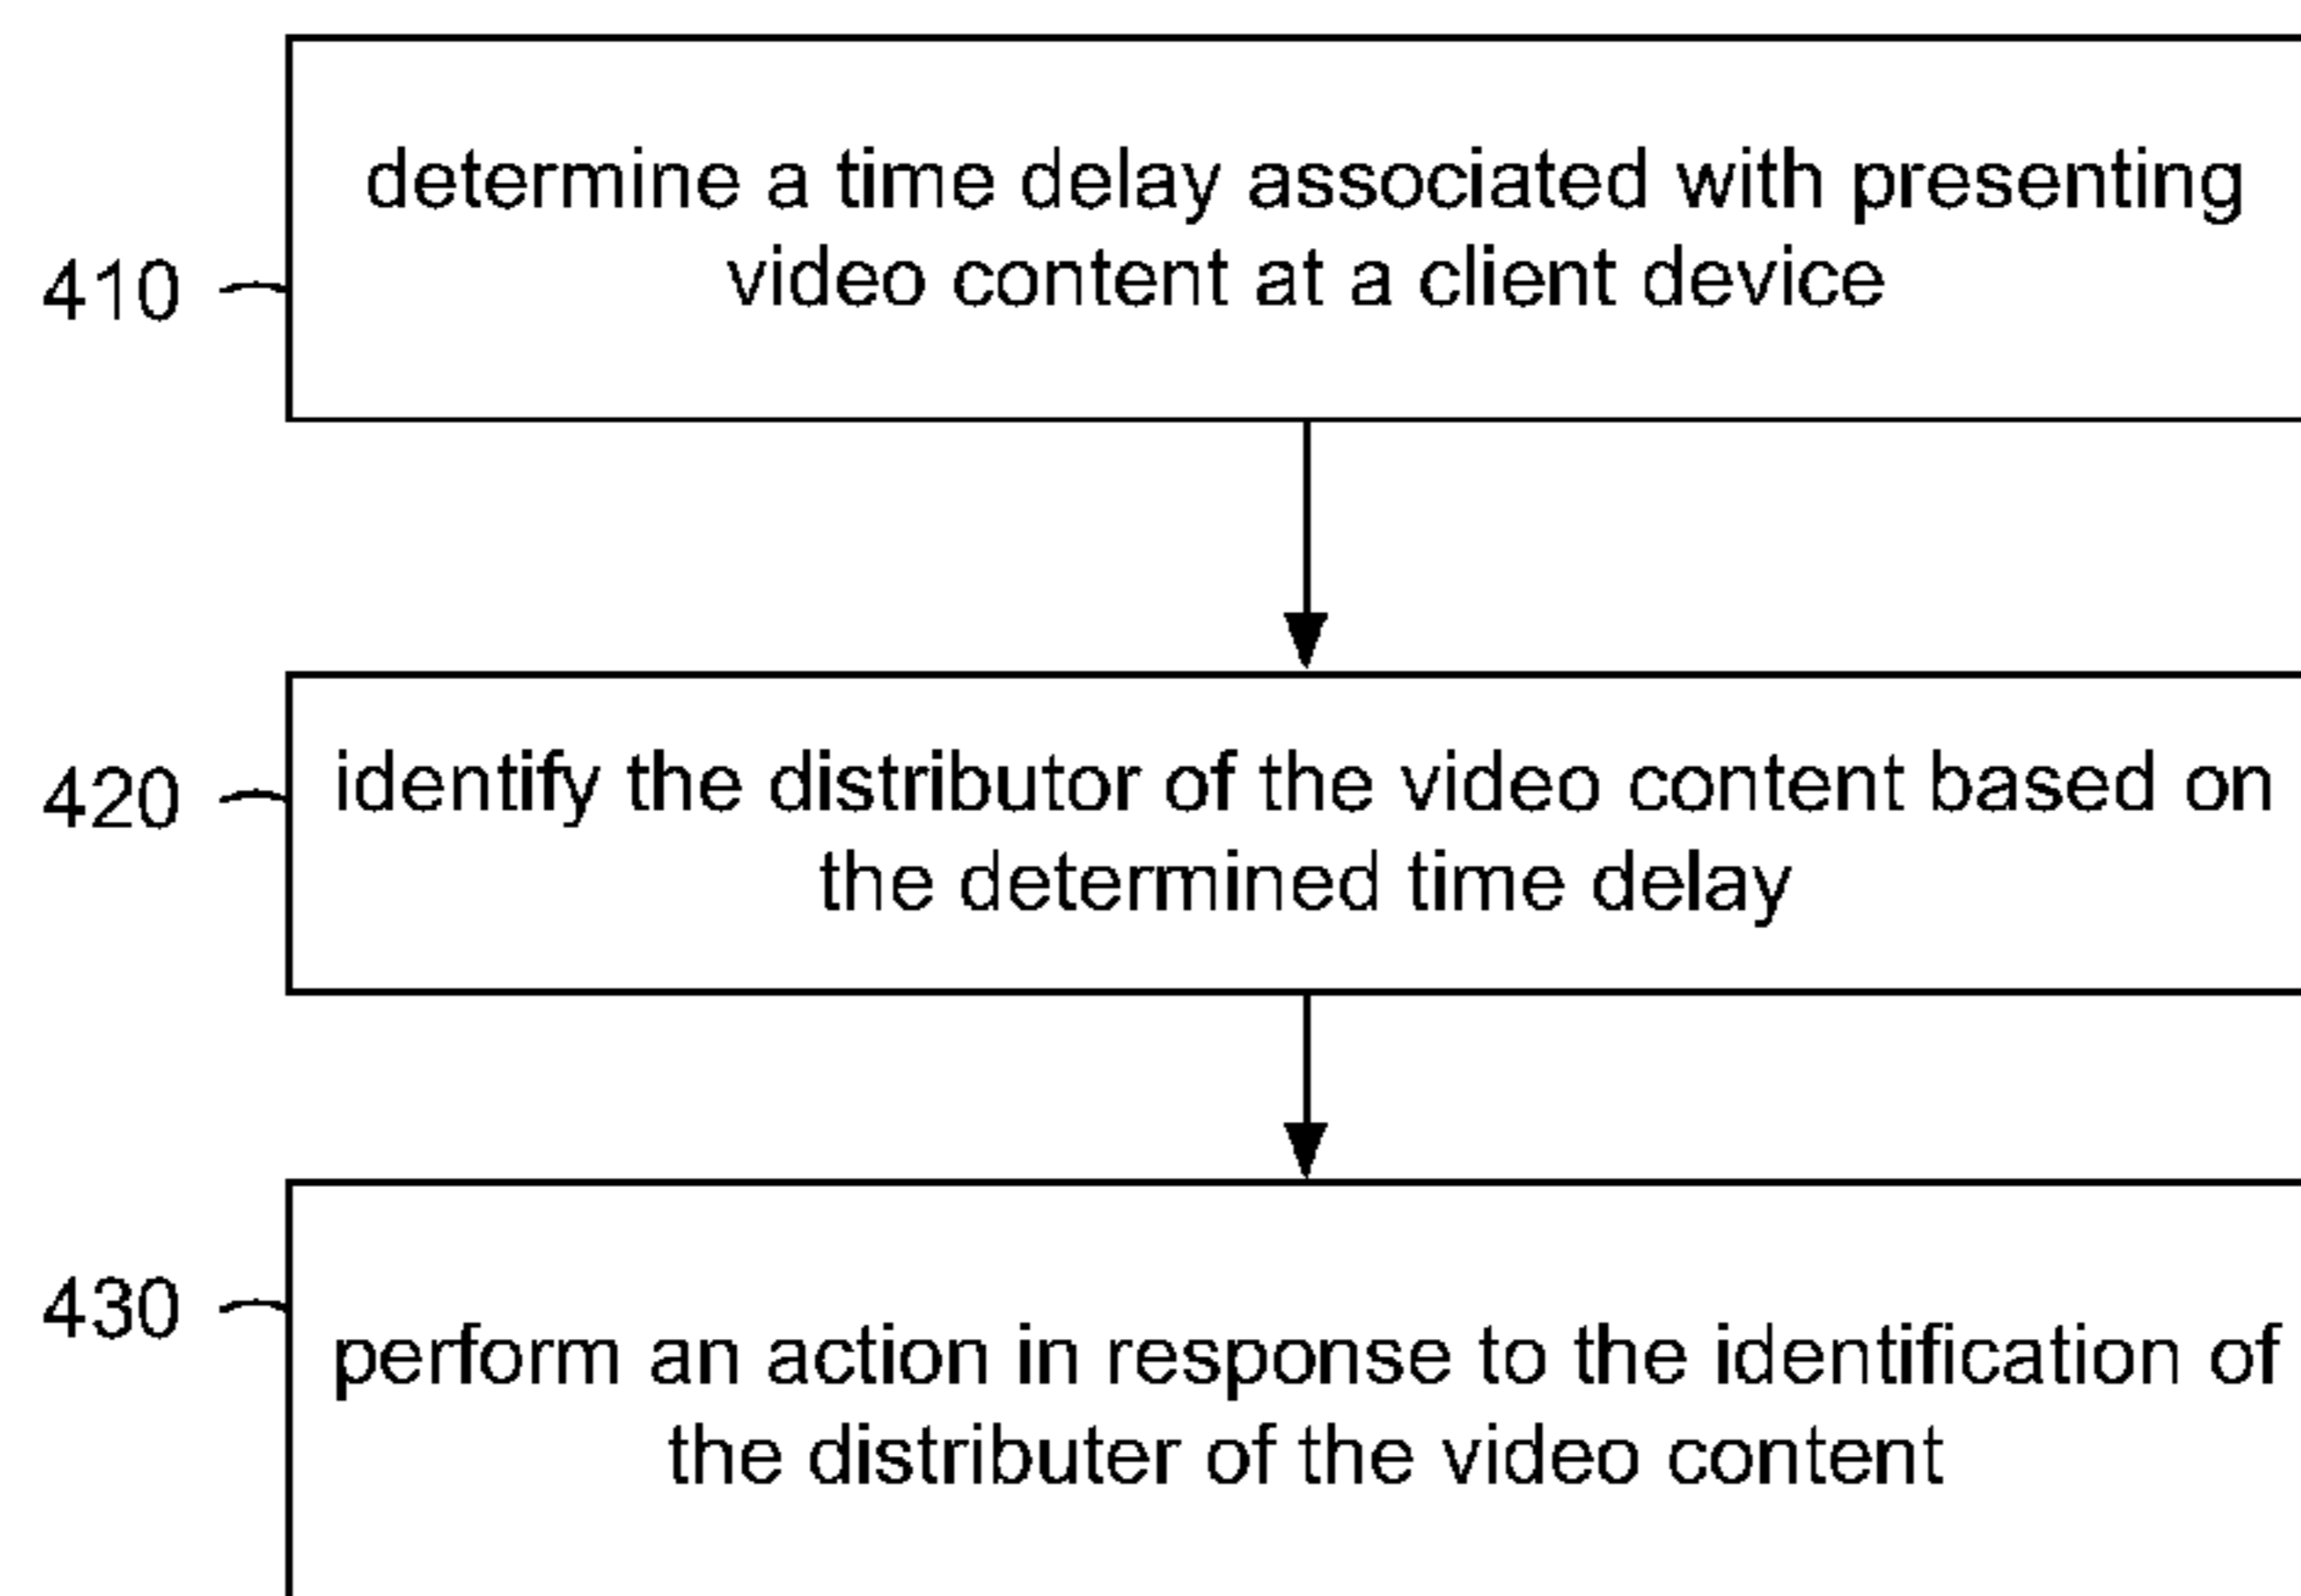 determine a time delay associated with presenting
410
video content at a client device
420
identify the distributor of the video content based on
the determined time delay
430
perform an action in response to the identification of
the distributer of the video content